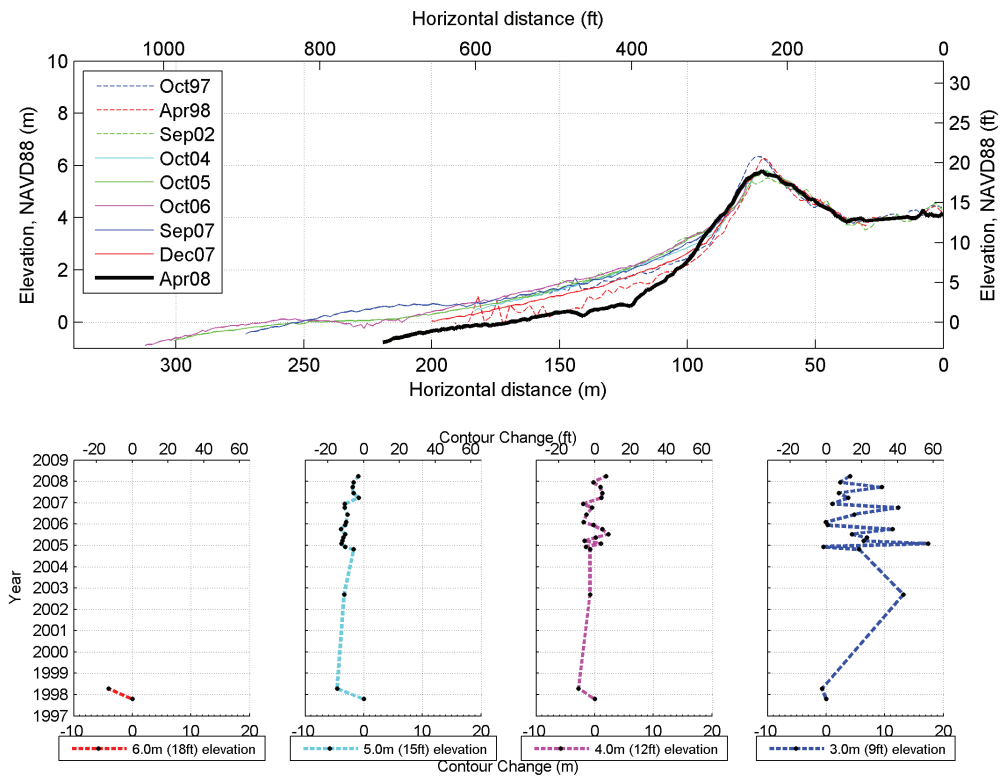 Horizontal distance (ft)
1000 800 600 400 200 0
10 8 6 4 2 0
Elevation, NAVD88 (m)
Oct97
Apr98
Sep02
Oct04
Oct05
Oct06
Sep07
Dec07
Apr08
30 25 20 15 10 5 0
Elevation, NAVD88 (ft)
300 250 200 150 100 50 0
Horizontal distance (m)
Contour Change (ft)
-20 0 20 40 60 -20 0 20 40 60 -20 0 20 40 60 -20 0 20 40 60
2009
2008
2007
2006
2005
2004
2003
2002
2001
2000
1999
1998
1997
Year
-10 0 10 20 -10 0 10 20 -10 0 10 20 -10 0 10 20
6.0m (18ft) elevation 5.0m (15ft) elevation 4.0m (12ft) elevation 3.0m (9ft) elevation
Contour Change (m)